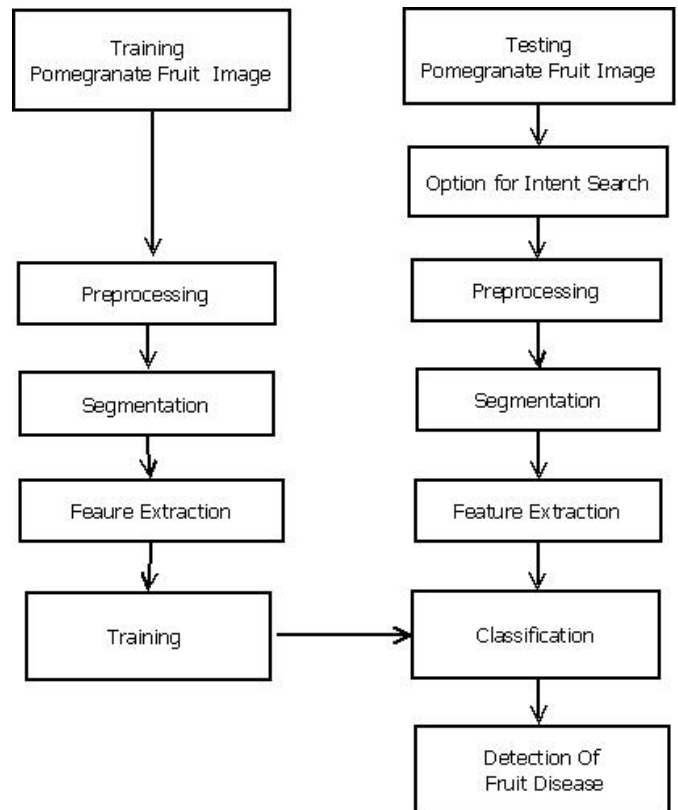 Training
Pomegranate Fruit Image
Preprocessing
Segmentation
Feaure Extraction
Training
Testing
Pomegranate Fruit Image
Option for Intent Search
Preprocessing
Segmentation
Feature Extraction
Classification
Detection Of
Fruit Disease